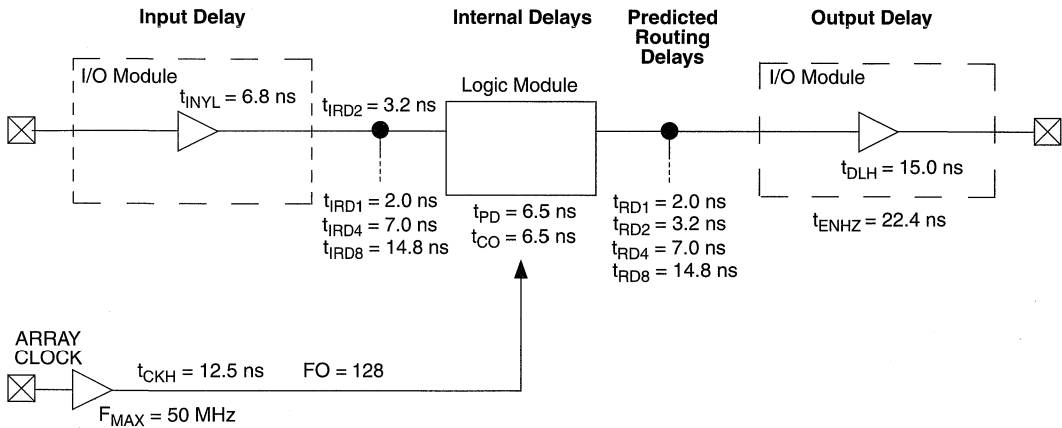 Input Delay
Internal Delays
Predicted
Routing
Delays
Output Delay
I/O Module
tINYL = 6.8 ns
tIRD2 = 3.2 ns
Logic Module
I/O Module
tDLH = 15.0 ns
tIRD1 = 2.0 ns
tIRD4 = 7.0 ns
tIRD8 = 14.8 ns
tPD = 6.5 ns
tCO = 6.5 ns
tRD1 = 2.0 ns
tRD2 = 3.2 ns
tRD4 = 7.0 ns
tRD8 = 14.8 ns
tENHZ = 22.4 ns
ARRAY
CLOCK
tCKH = 12.5 ns
FO = 128
FMAX = 50 MHz